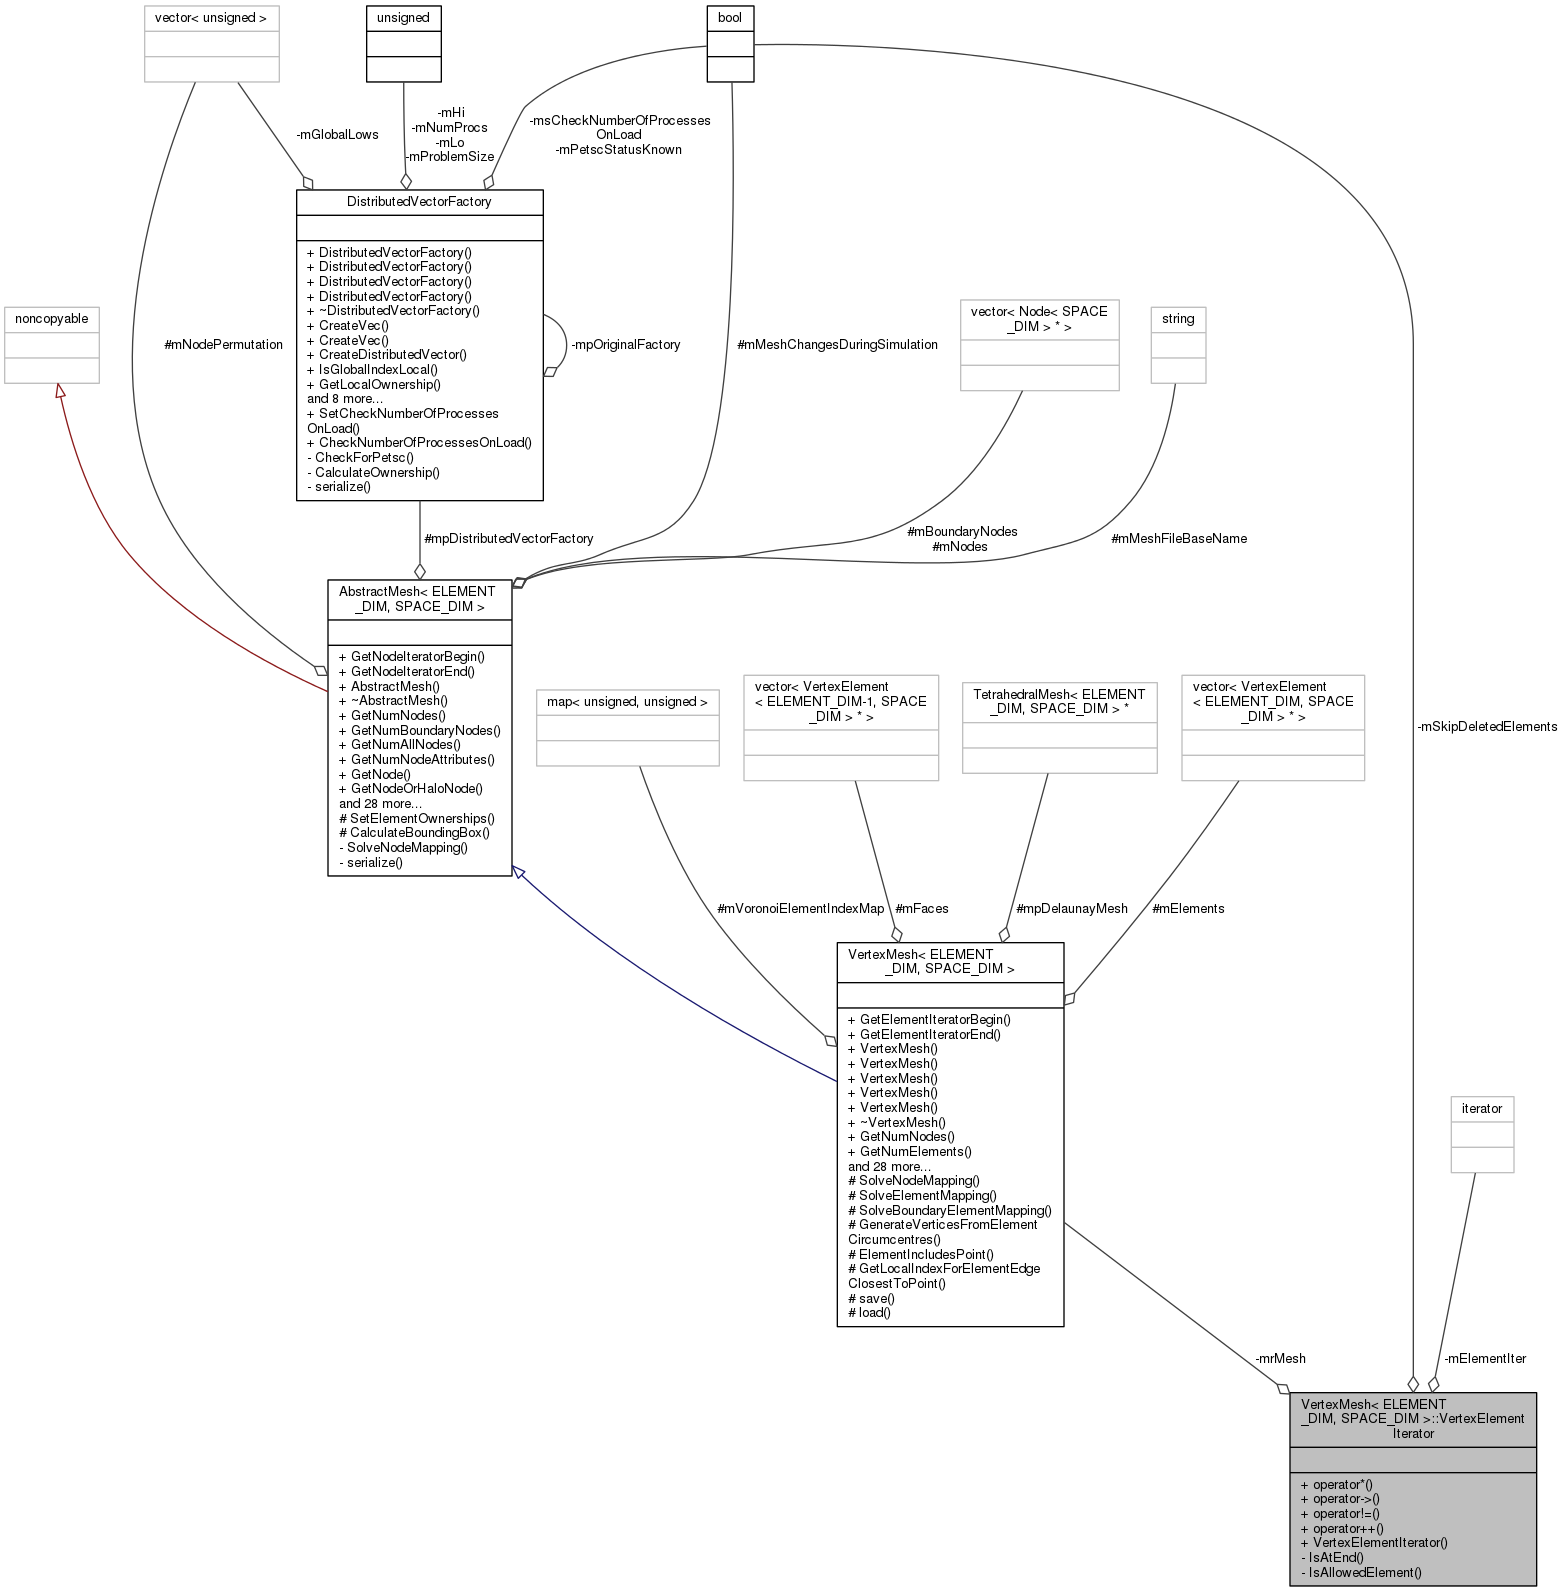 vector< unsigned >
unsigned
bool
-mGlobalLows
-mHi
-mNumProcs
-mLo
-mProblemSize
-msCheckNumberOfProcesses
OnLoad
-mPetscStatusKnown
DistributedVectorFactory
+ DistributedVectorFactory()
+ DistributedVectorFactory()
+ DistributedVectorFactory()
+ DistributedVectorFactory()
+ ~DistributedVectorFactory()
+ CreateVec()
+ CreateVec()
+ CreateDistributedVector()
+ IsGlobalIndexLocal()
+ GetLocalOwnership()
and 8 more...
+ SetCheckNumberOfProcesses
OnLoad()
+ CheckNumberOfProcessesOnLoad()
- CheckForPetsc()
- CalculateOwnership()
- serialize()
noncopyable
#mNodePermutation
-mpOriginalFactory
#mMeshChangesDuringSimulation
vector< Node< SPACE
_DIM > * >
string
#mpDistributedVectorFactory
#mBoundaryNodes
#mNodes
#mMeshFileBaseName
AbstractMesh< ELEMENT
_DIM, SPACE_DIM >
+ GetNodeIteratorBegin()
+ GetNodeIteratorEnd()
+ AbstractMesh()
+ ~AbstractMesh()
+ GetNumNodes()
+ GetNumBoundaryNodes()
+ GetNumAllNodes()
+ GetNumNodeAttributes()
+ GetNode()
+ GetNodeOrHaloNode()
and 28 more...
# SetElementOwnerships()
# CalculateBoundingBox()
- SolveNodeMapping()
- serialize()
map< unsigned, unsigned >
vector< VertexElement
< ELEMENT_DIM-1, SPACE
_DIM > * >
TetrahedralMesh< ELEMENT
_DIM, SPACE_DIM > *
vector< VertexElement
< ELEMENT_DIM, SPACE
_DIM > * >
-mSkipDeletedElements
#mVoronoiElementIndexMap
#mFaces
#mpDelaunayMesh
#mElements
VertexMesh< ELEMENT
_DIM, SPACE_DIM >
+ GetElementIteratorBegin()
+ GetElementIteratorEnd()
+ VertexMesh()
+ VertexMesh()
+ VertexMesh()
+ VertexMesh()
+ VertexMesh()
+ ~VertexMesh()
+ GetNumNodes()
+ GetNumElements()
and 28 more...
# SolveNodeMapping()
# SolveElementMapping()
# SolveBoundaryElementMapping()
# GenerateVerticesFromElement
Circumcentres()
# ElementIncludesPoint()
# GetLocalIndexForElementEdge
ClosestToPoint()
# save()
# load()
iterator
-mrMesh
-mElementIter
VertexMesh< ELEMENT
_DIM, SPACE_DIM >::VertexElement
Iterator
+ operator*()
+ operator->()
+ operator!=()
+ operator++()
+ VertexElementIterator()
- IsAtEnd()
- IsAllowedElement()